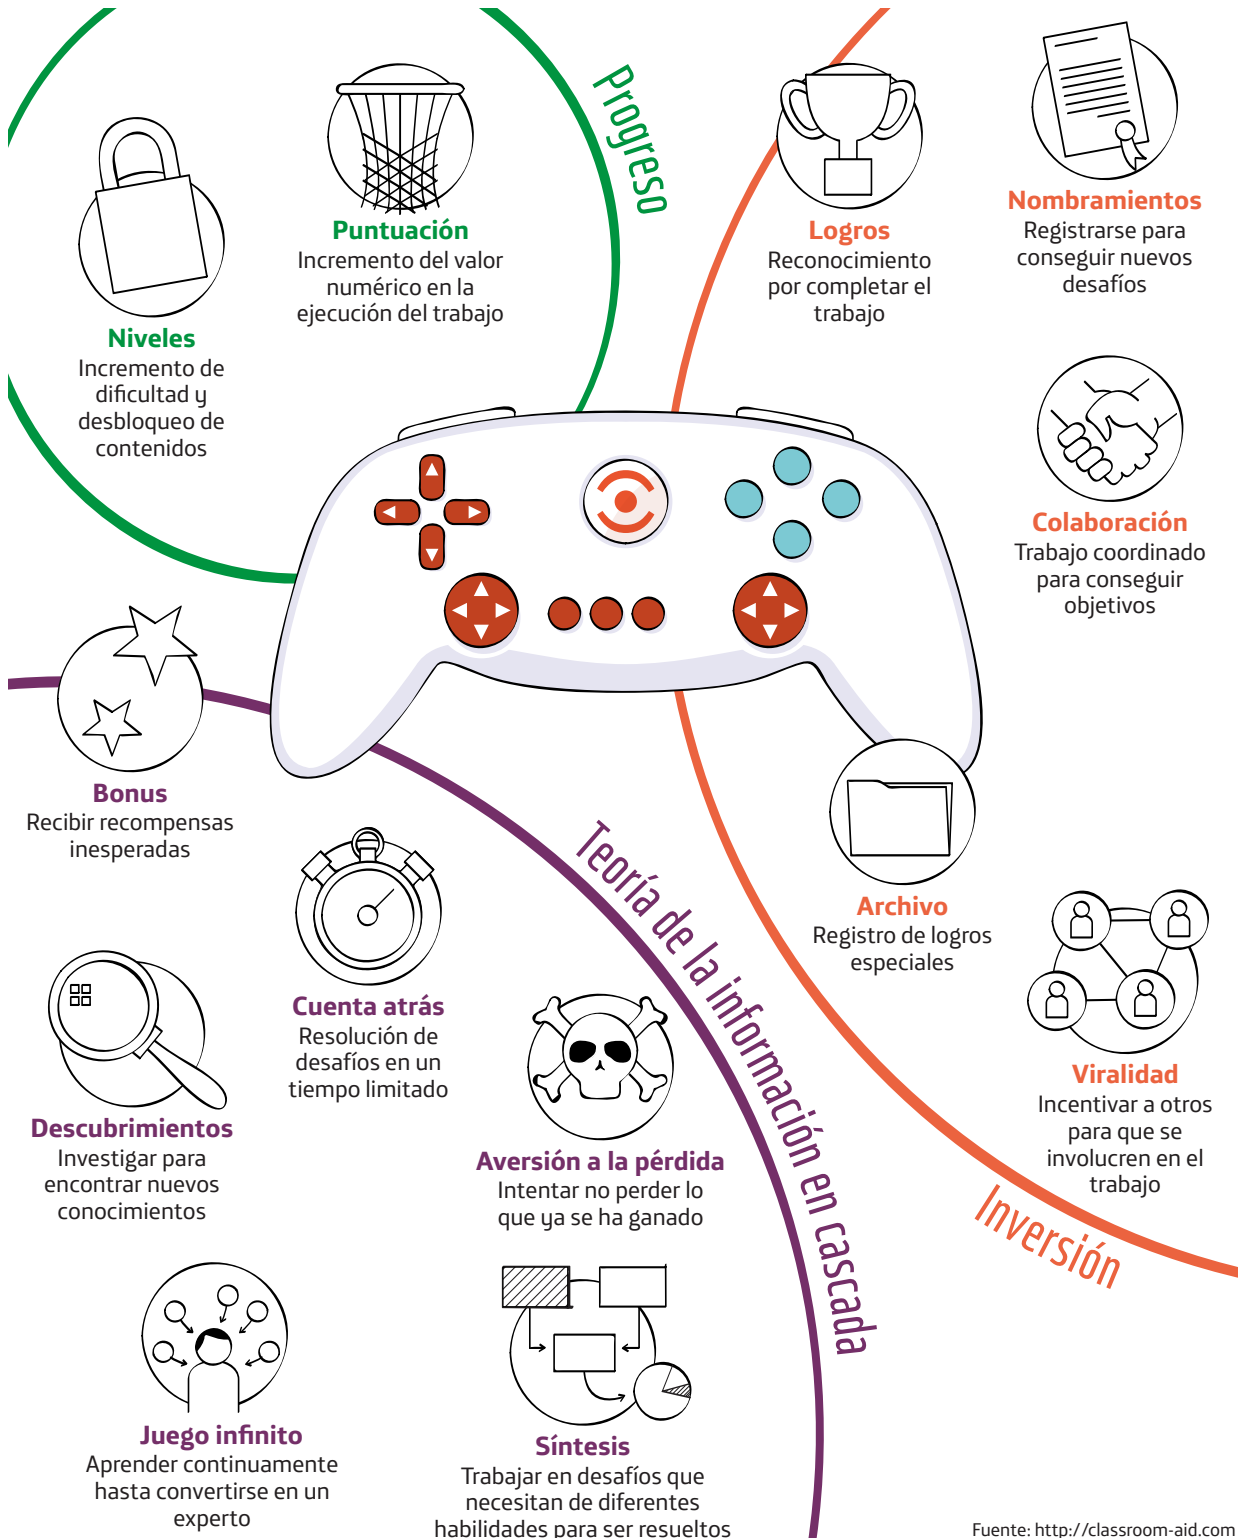 Progreso
Puntuación
Incremento del valor
numérico en la
ejecución del trabajo
Niveles
Incremento de
dificultad y
desbloqueo de
contenidos
Logros
Reconocimiento
por completar el
trabajo
Nombramientos
Registrarse para
conseguir nuevos
desafíos
Colaboración
Trabajo coordinado
para conseguir
objetivos
Archivo
Registro de logros
especiales
Viralidad
Incentivar a otros
para que se
involucren en el
trabajo
Inversión
Teoría de la información en cascada
Bonus
Recibir recompensas
inesperadas
Cuenta atrás
Resolución de
desafíos en un
tiempo limitado
Descubrimientos
Investigar para
encontrar nuevos
conocimientos
Aversión a la pérdida
Intentar no perder lo
que ya se ha ganado
Juego infinito
Aprender continuamente
hasta convertirse en un
experto
Síntesis
Trabajar en desafíos que
necesitan de diferentes
habilidades para ser resueltos
Fuente: http://classroom-aid.com